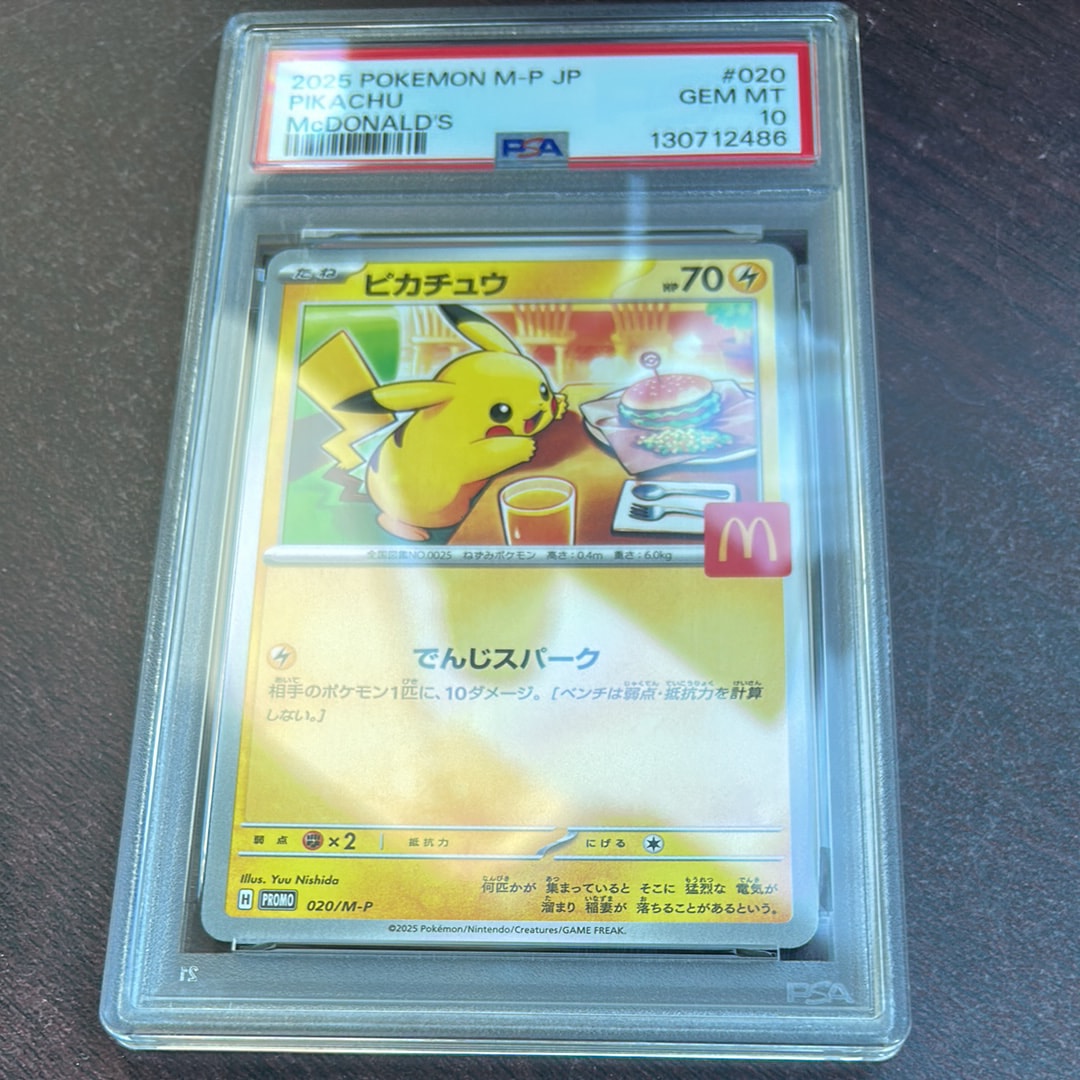 2025 POKEMON M-P JP
#020
PIKACHU
GEM MT
McDONALD'S
10
PSA
130712486
たね
ピカチュウ
HP 70
全国図鑑NO.0025 ねずみポケモン 高さ:0.4m 重さ:6.0kg
M
でんじスパーク
相手のポケモン1匹に、10ダメージ。[ベンチは弱点・抵抗力を計算
しない。]
弱点 ×2
抵抗力
にげる
Illus. Yuu Nishida
何匹かが 集まっていると そこに 猛烈な 電気が
溜まり 稲妻が 落ちることがあるという。
H PROMO 020/M-P
©2025 Pokémon/Nintendo/Creatures/GAME FREAK.
PSA